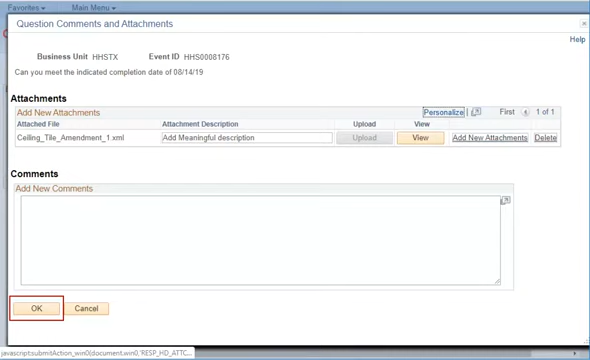 Favorites Main Menu
Question Comments and Attachments
×
Help
Business Unit HHSTX Event ID HHS0008176
Can you meet the indicated completion date of 08/14/19
Attachments
Add New Attachments Personalize | First 1 of 1
Attached File Attachment Description Upload View
Ceiling_Tile_Amendment_1.xml Add Meaningful description Upload View Add New Attachments Delete
Comments
Add New Comments
OK Cancel
javascript:submitAction_win0(document.win0,'RESP_HD_ATTC...